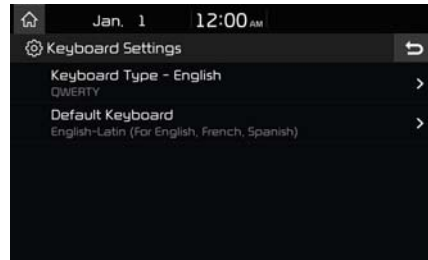 Jan. 1 12:00 AM
Keyboard Settings
Keyboard Type - English
QWERTY
Default Keyboard
English-Latin (For English, French, Spanish)